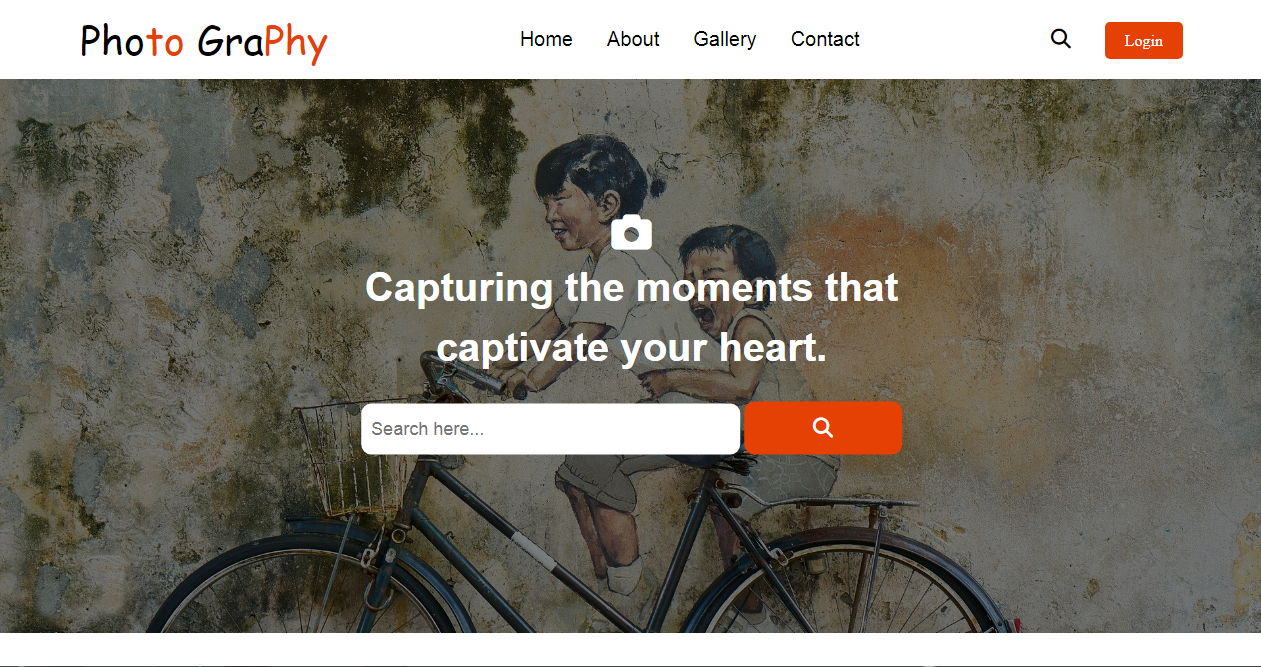 Photo GraPhy
Home About Gallery Contact
Login
Capturing the moments that
captivate your heart.
Search here...